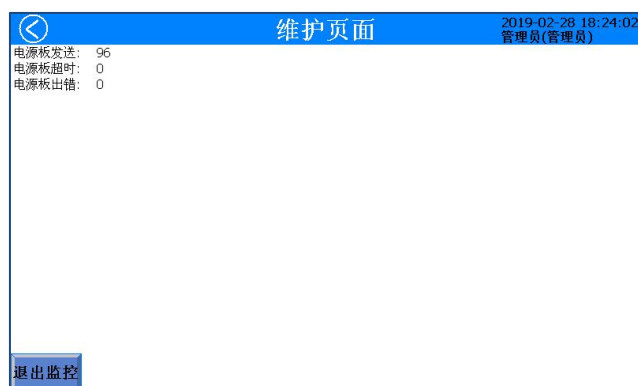 维护页面
2019-02-28 18:24:02
管理员(管理员)
电源板发送: 96
电源板超时: 0
电源板出错: 0
退出监控